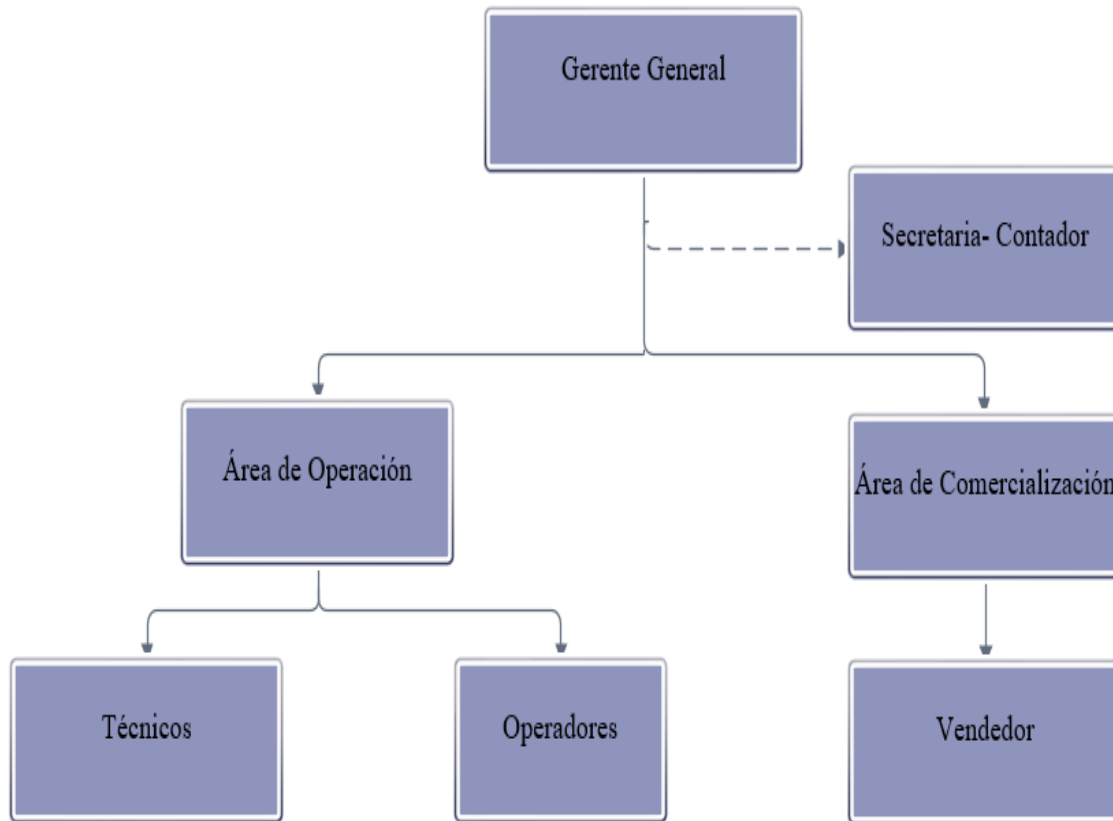 Gerente General
Secretaria- Contador
Área de Operación
Área de Comercialización
Técnicos
Operadores
Vendedor